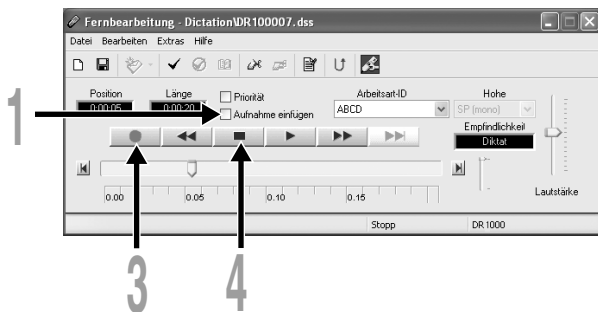 Fernbearbeitung - Dictation\DR100007.dss
Datei Bearbeiten Extras Hilfe
Position Länge Priorität Arbeitsart-ID Hohe
1 0:00:05 0:00:20 Aufnahme einfügen ABCD SP (mono)
Empfindlichkeit
Diktat
0.00 0.05 0.10 0.15 Lautstärke
Stopp DR1000
3 4